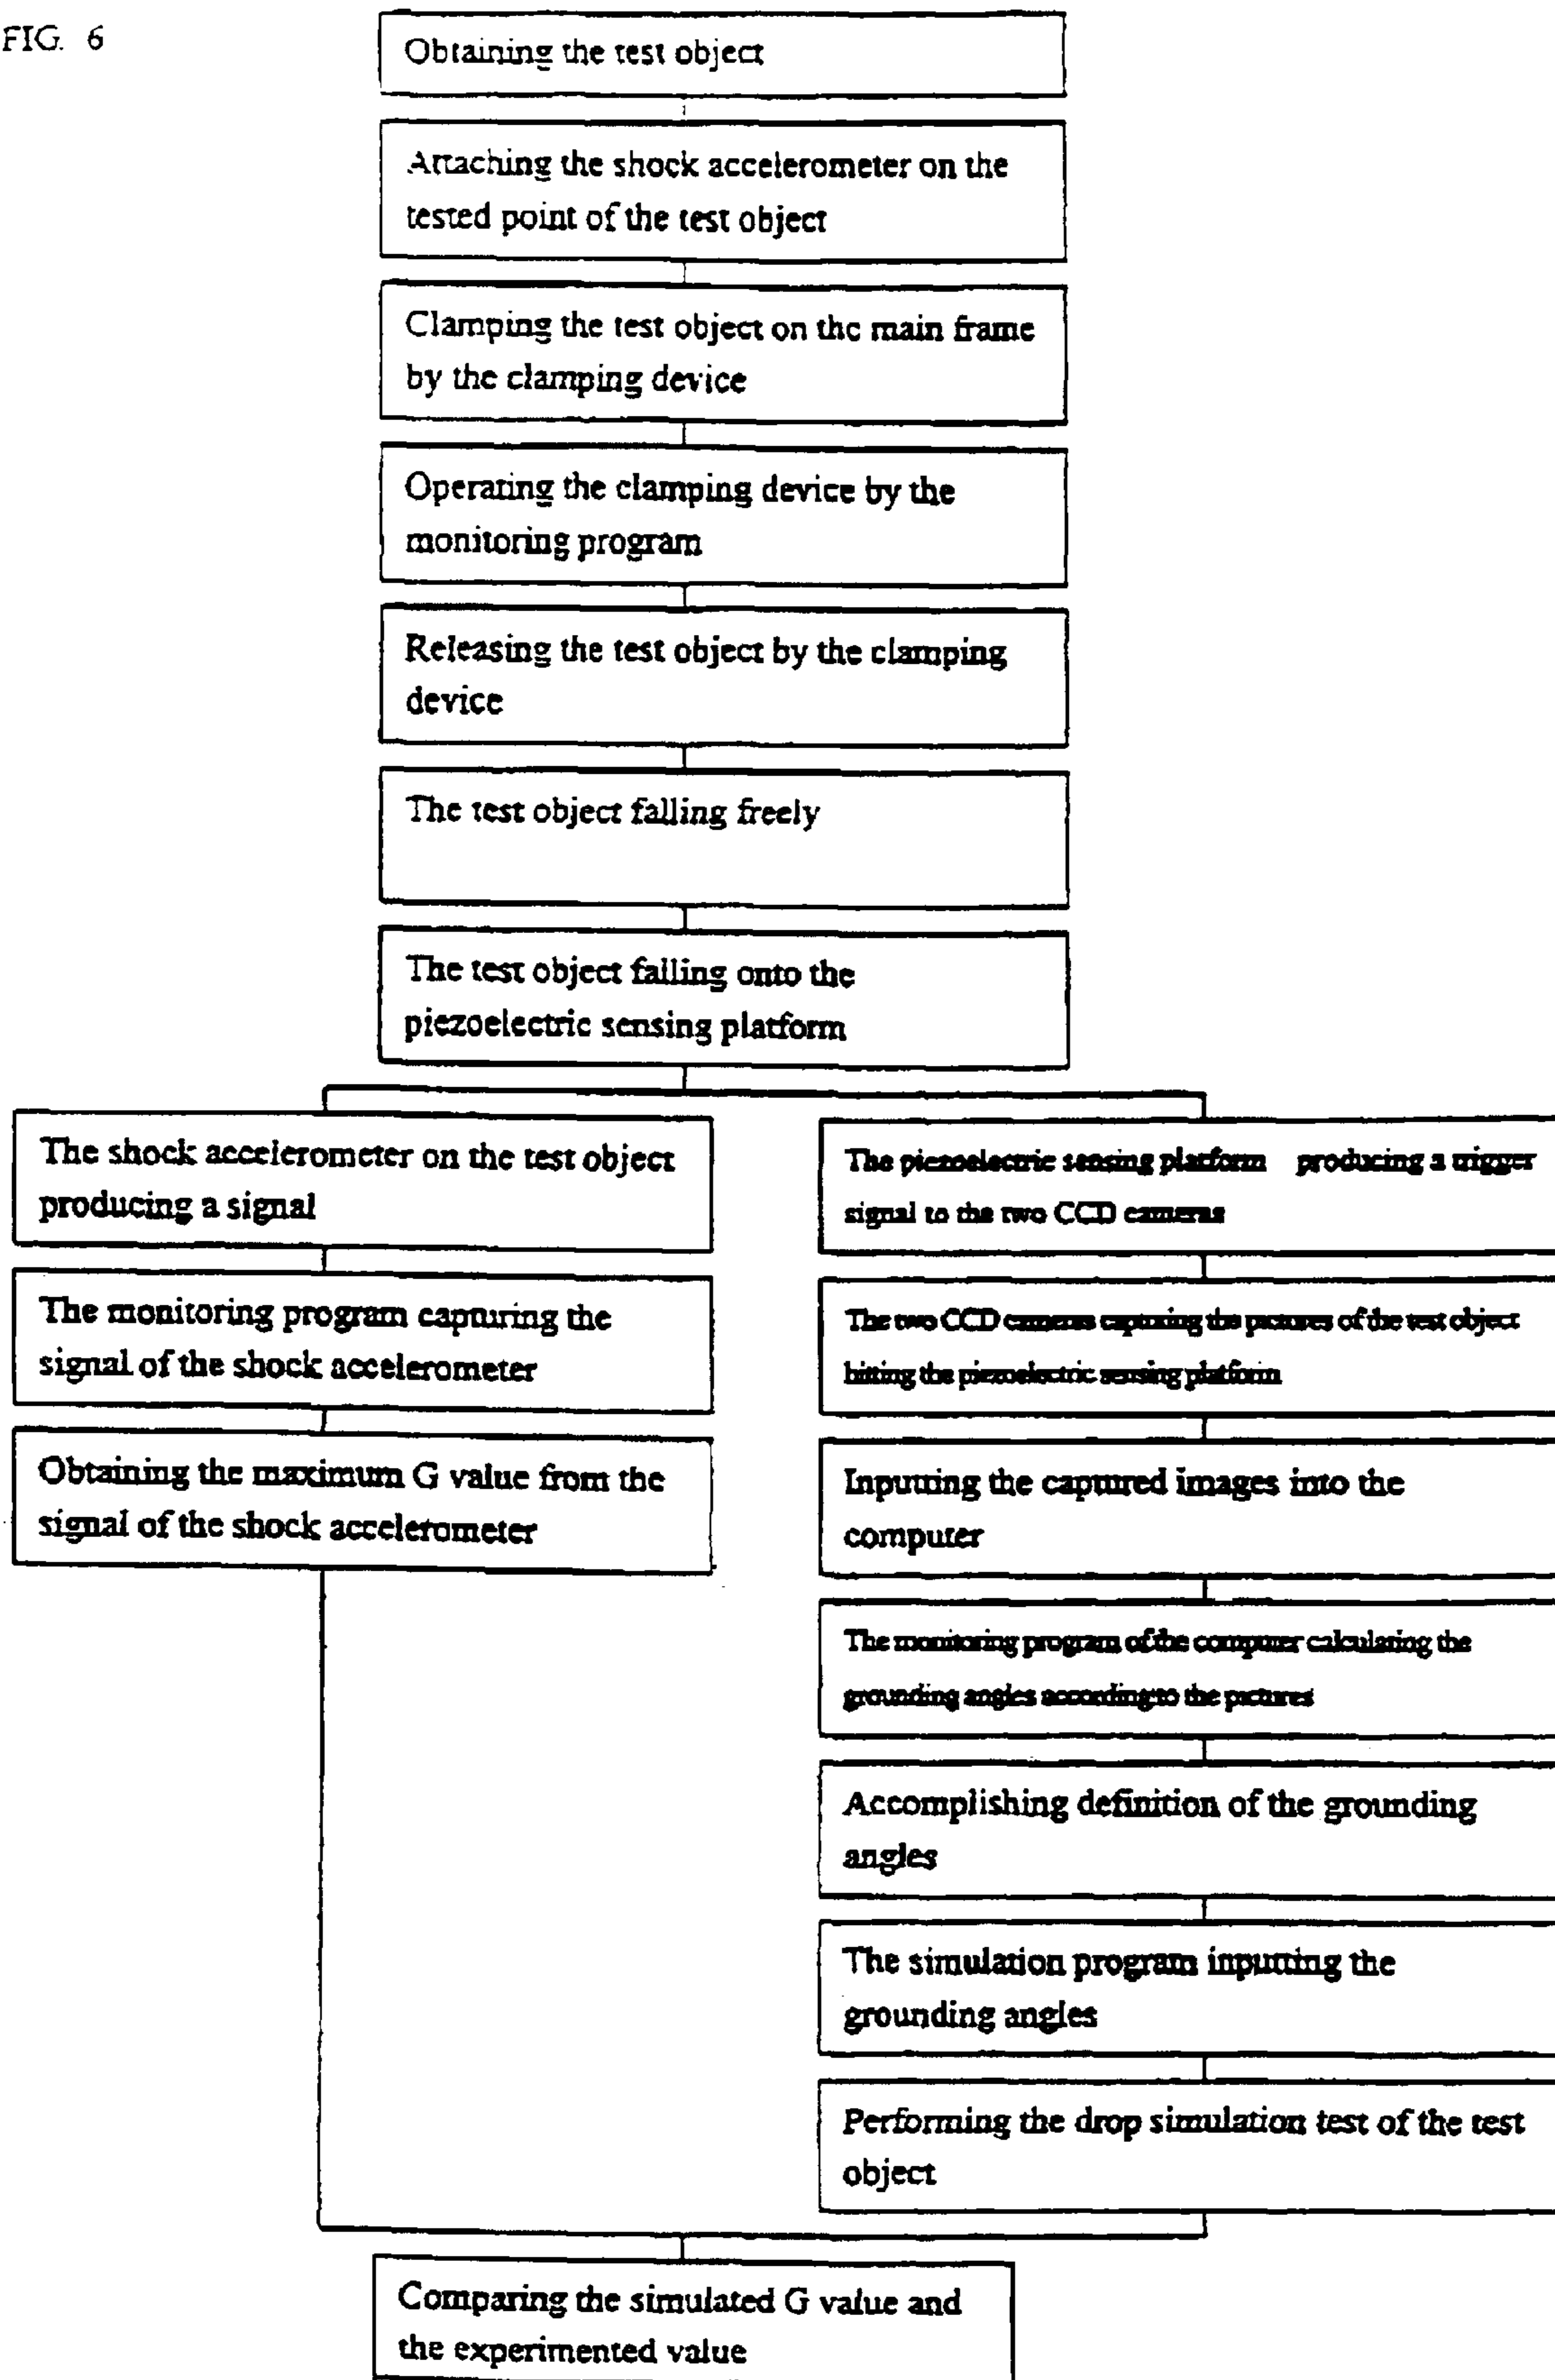 FIG. 6
Obtaining the test object
Attaching the shock accelerometer on the
tested point of the test object
Clamping the test object on the main frame
by the clamping device
Operating the clamping device by the
monitoring program
Releasing the test object by the clamping
device
The test object falling freely
The test object falling onto the
piezoelectric sensing platform
The shock accelerometer on the test object
producing a signal
The monitoring program capturing the
signal of the shock accelerometer
Obtaining the maximum G value from the
signal of the shock accelerometer
The piezoelectric sensing platform producing a trigger
signal to the two CCD cameras
The two CCD cameras capturing the pictures of the test object
hitting the piezoelectric sensing platform
Inputting the captured images into the
computer
The monitoring program of the computer calculating the
grounding angles according to the pictures
Accomplishing definition of the grounding
angles
The simulation program inputting the
grounding angles
Performing the drop simulation test of the test
object
Comparing the simulated G value and
the experimented value